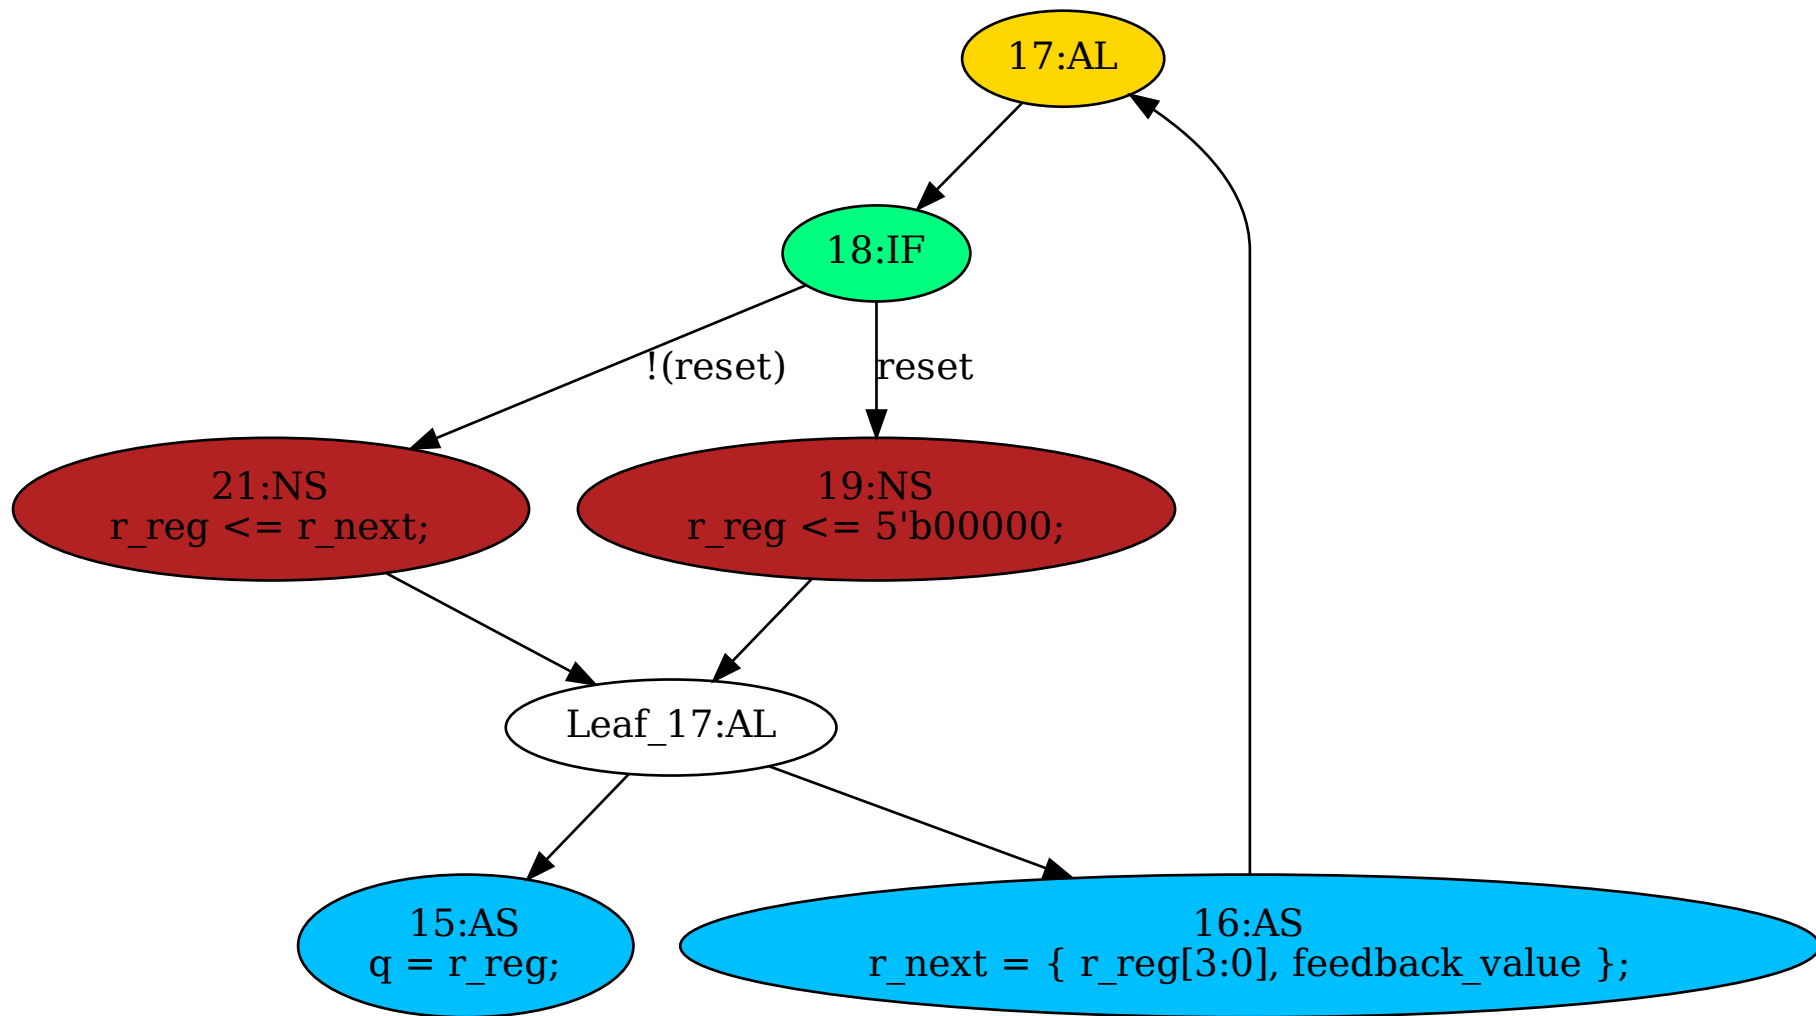 17:AL
18:IF
!(reset)
reset
21:NS
r_reg <= r_next;
19:NS
r_reg <= 5'b00000;
Leaf_17:AL
15:AS
q = r_reg;
16:AS
r_next = { r_reg[3:0], feedback_value };